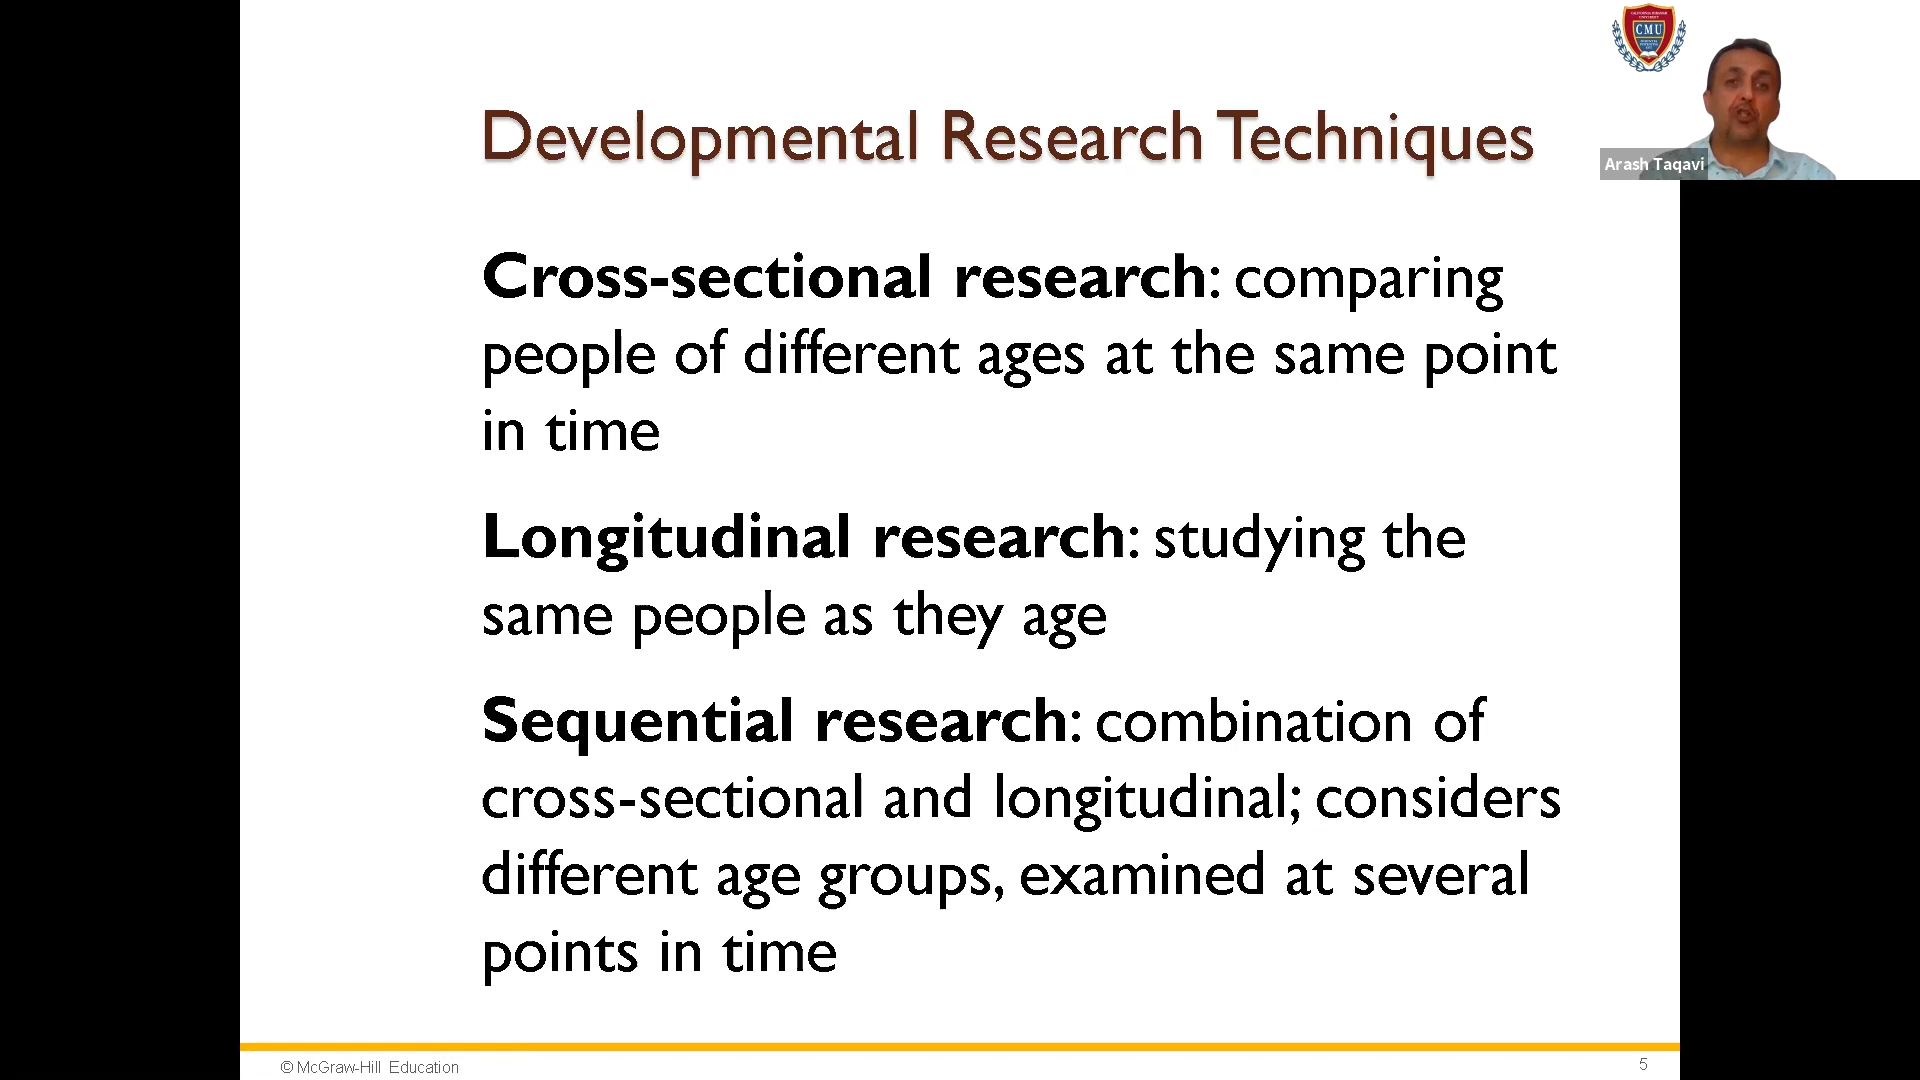 CMU
Developmental Research Techniques
Arash Taqavi
Cross-sectional research: comparing
people of different ages at the same point
in time
Longitudinal research: studying the
same people as they age
Sequential research: combination of
cross-sectional and longitudinal; considers
different age groups, examined at several
points in time
© McGraw-Hill Education
5